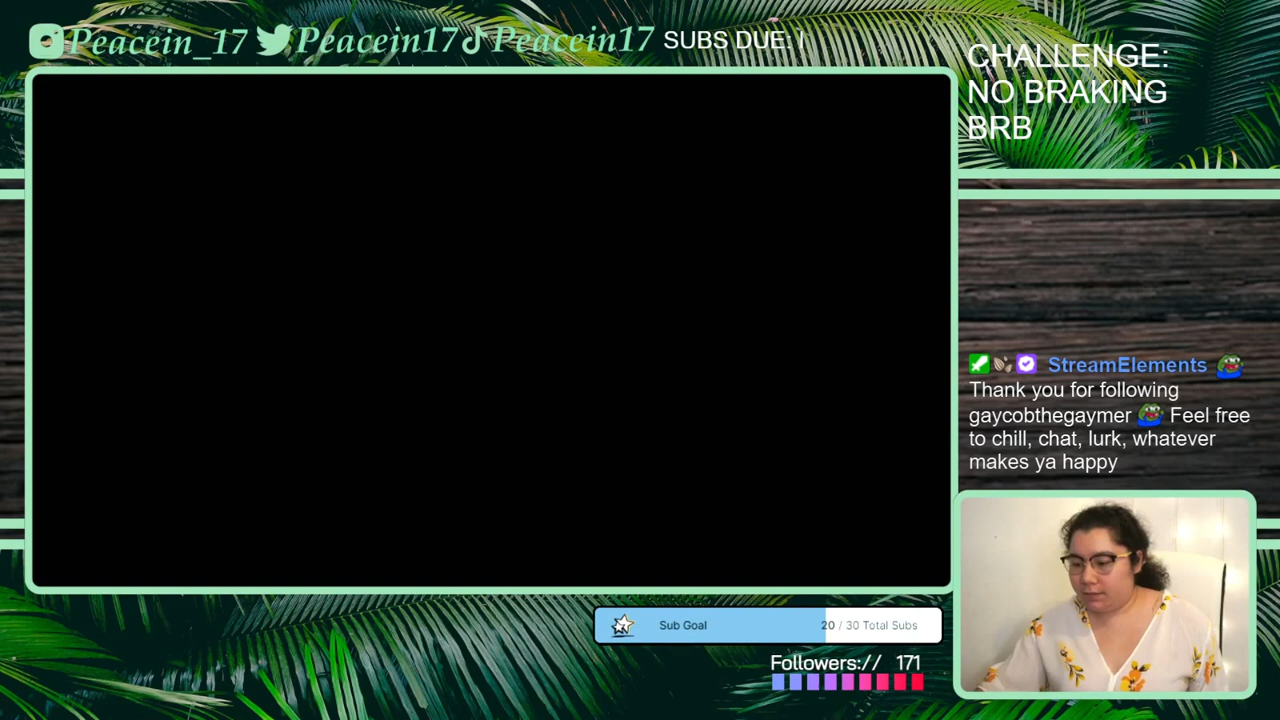 Peacein_17 Peacein17 Peacein17 SUBS DUE: I
CHALLENGE:
NO BRAKING
BRB
StreamElements
Thank you for following
gaycobthegaymer Feel free
to chill, chat, lurk, whatever
makes ya happy
Sub Goal 20 / 30 Total Subs
Followers:// 171